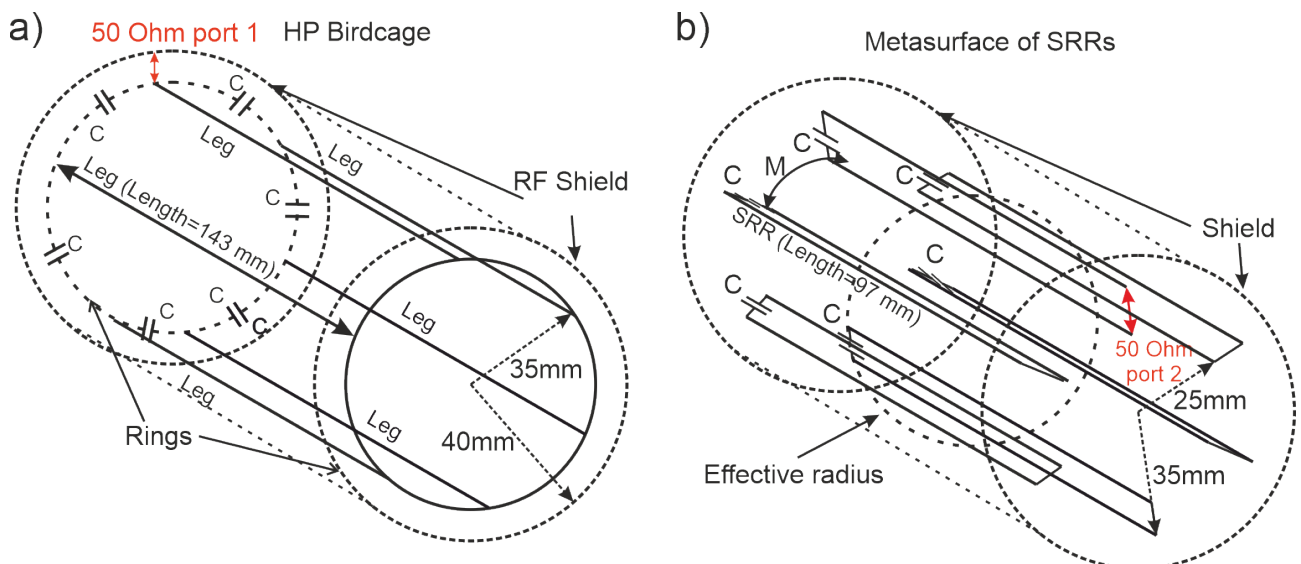 a)
50 Ohm port 1 HP Birdcage
C
C
C
C
C
C
C
C
Leg
Leg
Leg (Length=143 mm)
RF Shield
Leg
35mm
Leg
Leg
40mm
Rings
b)
Metasurface of SRRs
C
M
C
C
SRR (Length=97 mm)
C
C
C
Shield
50 Ohm
port 2
25mm
35mm
Effective radius